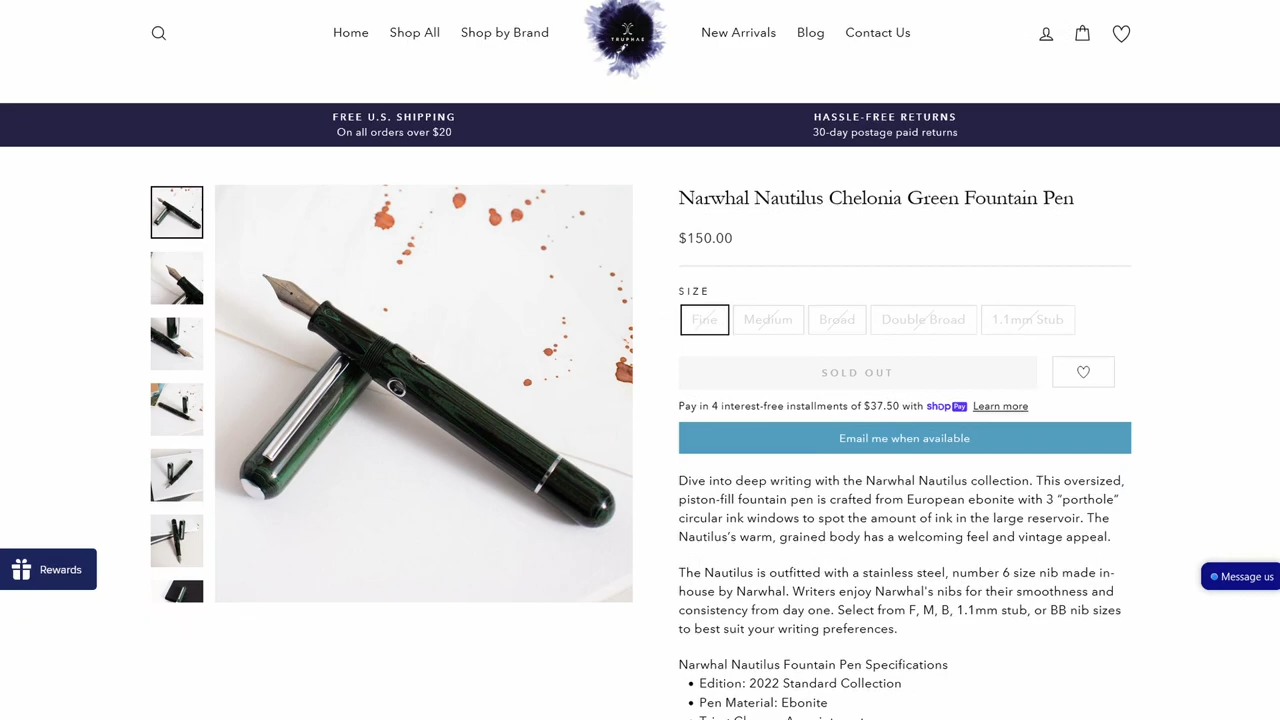 Home Shop All Shop by Brand
TRUPHAE
New Arrivals Blog Contact Us
FREE U.S. SHIPPING
On all orders over $20
HASSLE-FREE RETURNS
30-day postage paid returns
Narwhal Nautilus Chelonia Green Fountain Pen
$150.00
SIZE
Fine Medium Broad Double Broad 1.1mm Stub
SOLD OUT
Pay in 4 interest-free installments of $37.50 with shop Pay Learn more
Email me when available
Dive into deep writing with the Narwhal Nautilus collection. This oversized,
piston-fill fountain pen is crafted from European ebonite with 3 “porthole”
circular ink windows to spot the amount of ink in the large reservoir. The
Nautilus’s warm, grained body has a welcoming feel and vintage appeal.
The Nautilus is outfitted with a stainless steel, number 6 size nib made in-
house by Narwhal. Writers enjoy Narwhal's nibs for their smoothness and
consistency from day one. Select from F, M, B, 1.1mm stub, or BB nib sizes
to best suit your writing preferences.
Narwhal Nautilus Fountain Pen Specifications
• Edition: 2022 Standard Collection
• Pen Material: Ebonite
Rewards
Message us